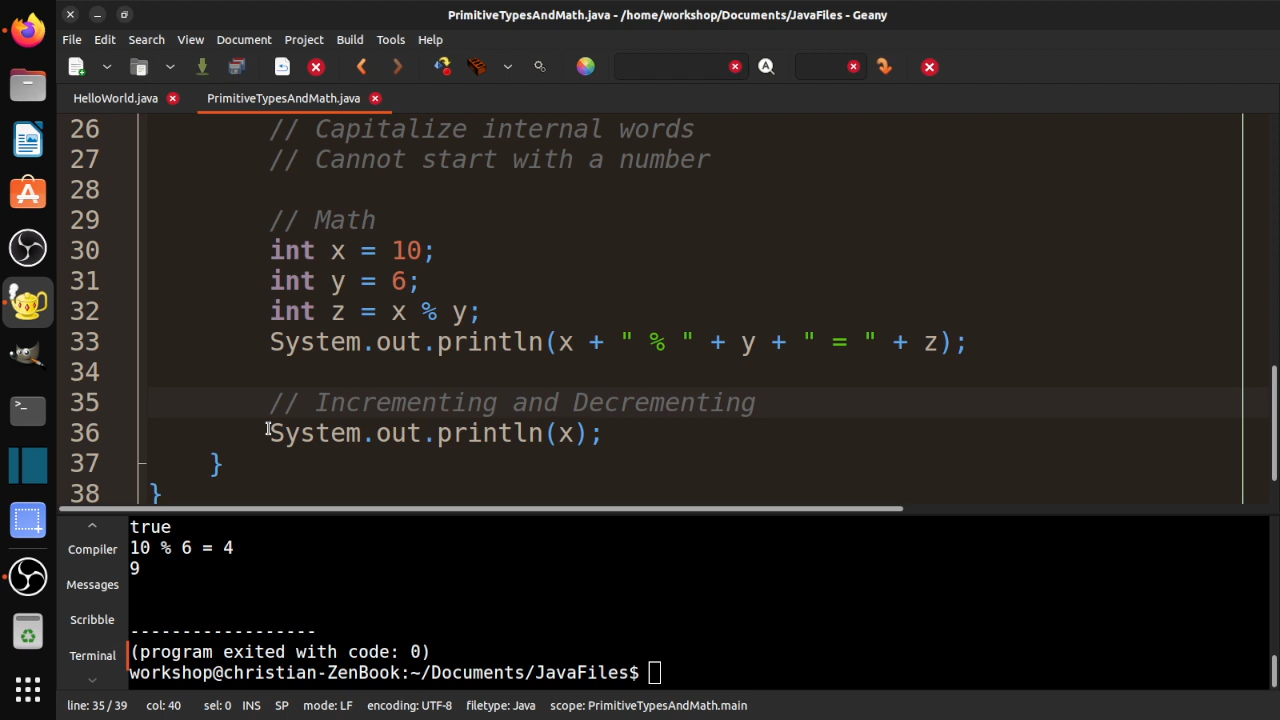 PrimitiveTypesAndMath.java - /home/workshop/Documents/JavaFiles - Geany
File Edit Search View Document Project Build Tools Help
HelloWorld.java PrimitiveTypesAndMath.java
26 // Capitalize internal words
27 // Cannot start with a number
28
29 // Math
30 int x = 10;
31 int y = 6;
32 int z = x % y;
33 System.out.println(x + " % " + y + " = " + z);
34
35 // Incrementing and Decrementing
36 System.out.println(x);
37 }
38 }
Compiler
Messages
Scribble
Terminal
true
10 % 6 = 4
9
------------------
(program exited with code: 0)
workshop@christian-ZenBook:~/Documents/JavaFiles$
line: 35 / 39 col: 40 sel: 0 INS SP mode: LF encoding: UTF-8 filetype: Java scope: PrimitiveTypesAndMath.main